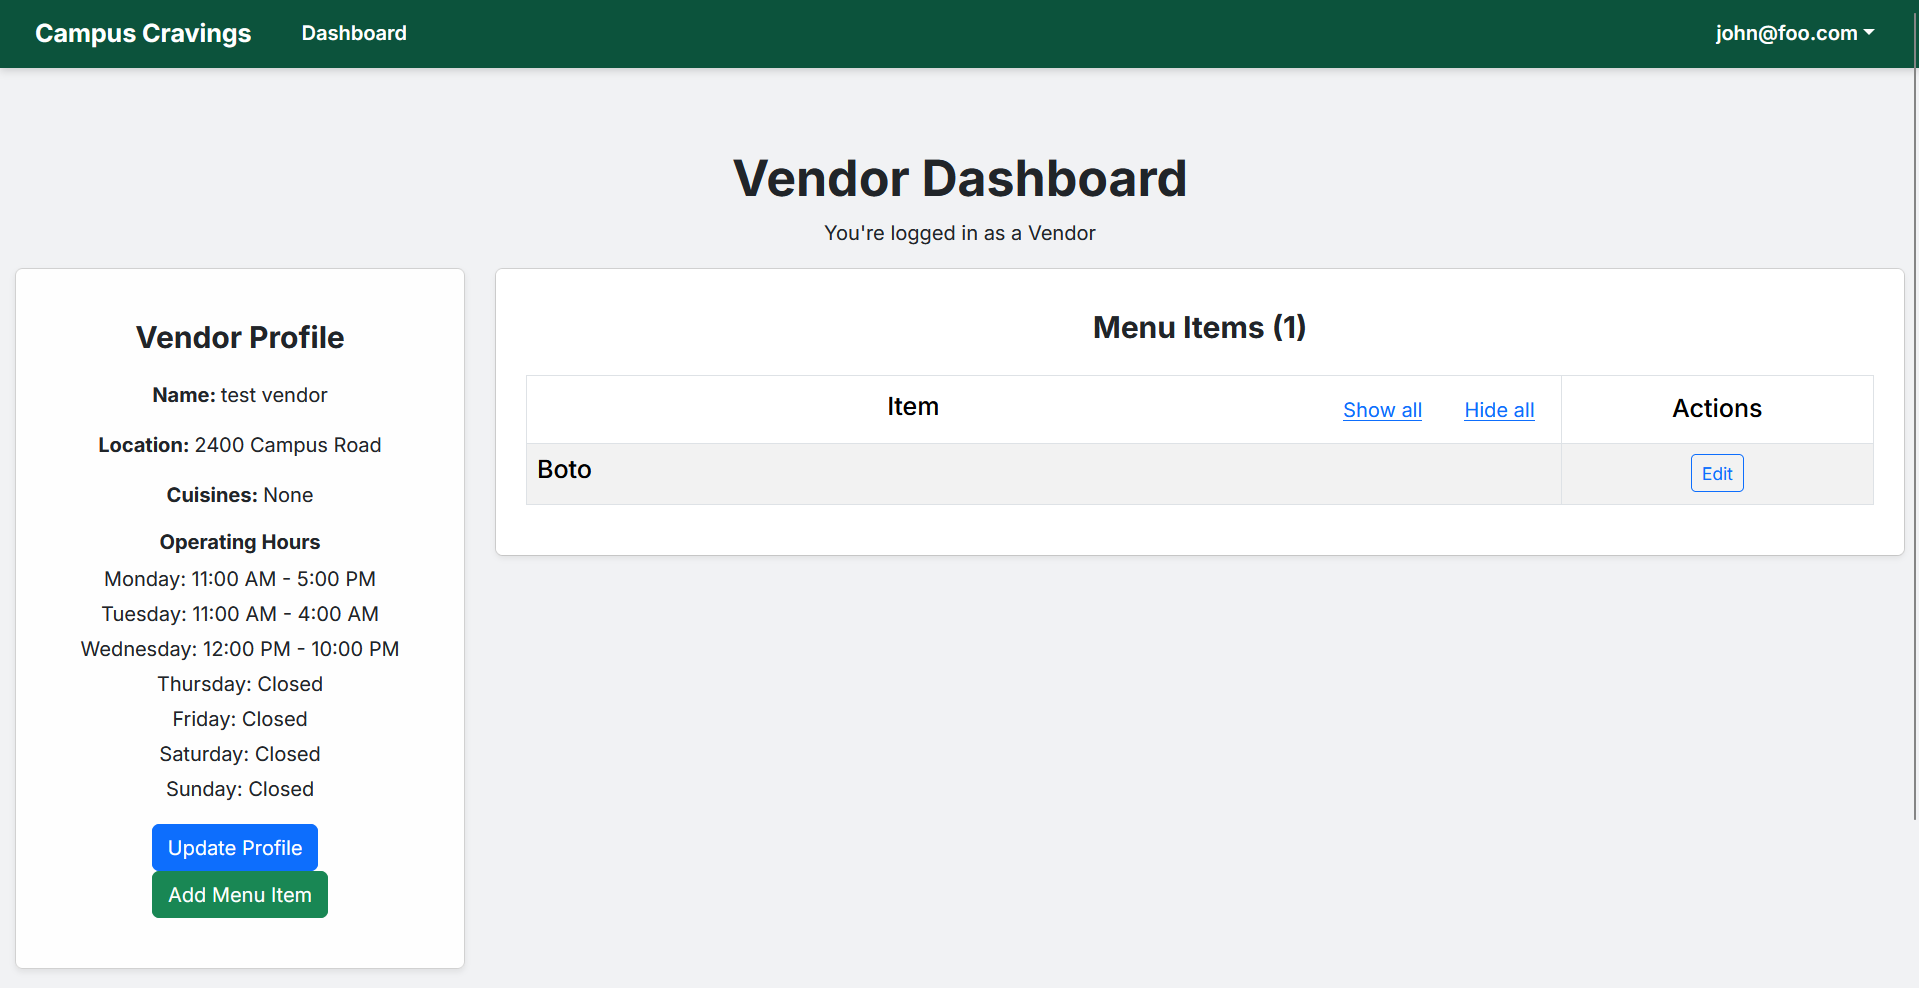 Campus Cravings Dashboard john@foo.com
Vendor Dashboard
You're logged in as a Vendor
Vendor Profile
Name: test vendor
Location: 2400 Campus Road
Cuisines: None
Operating Hours
Monday: 11:00 AM - 5:00 PM
Tuesday: 11:00 AM - 4:00 AM
Wednesday: 12:00 PM - 10:00 PM
Thursday: Closed
Friday: Closed
Saturday: Closed
Sunday: Closed
Update Profile
Add Menu Item
Menu Items (1)
Item Show all Hide all Actions
Boto Edit